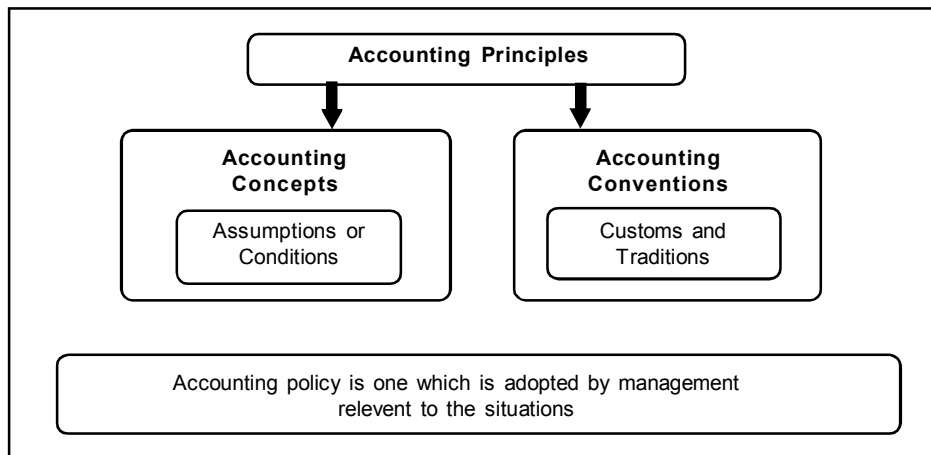 Accounting Principles
Accounting
Concepts
Assumptions or
Conditions
Accounting
Conventions
Customs and
Traditions
Accounting policy is one which is adopted by management
relevent to the situations